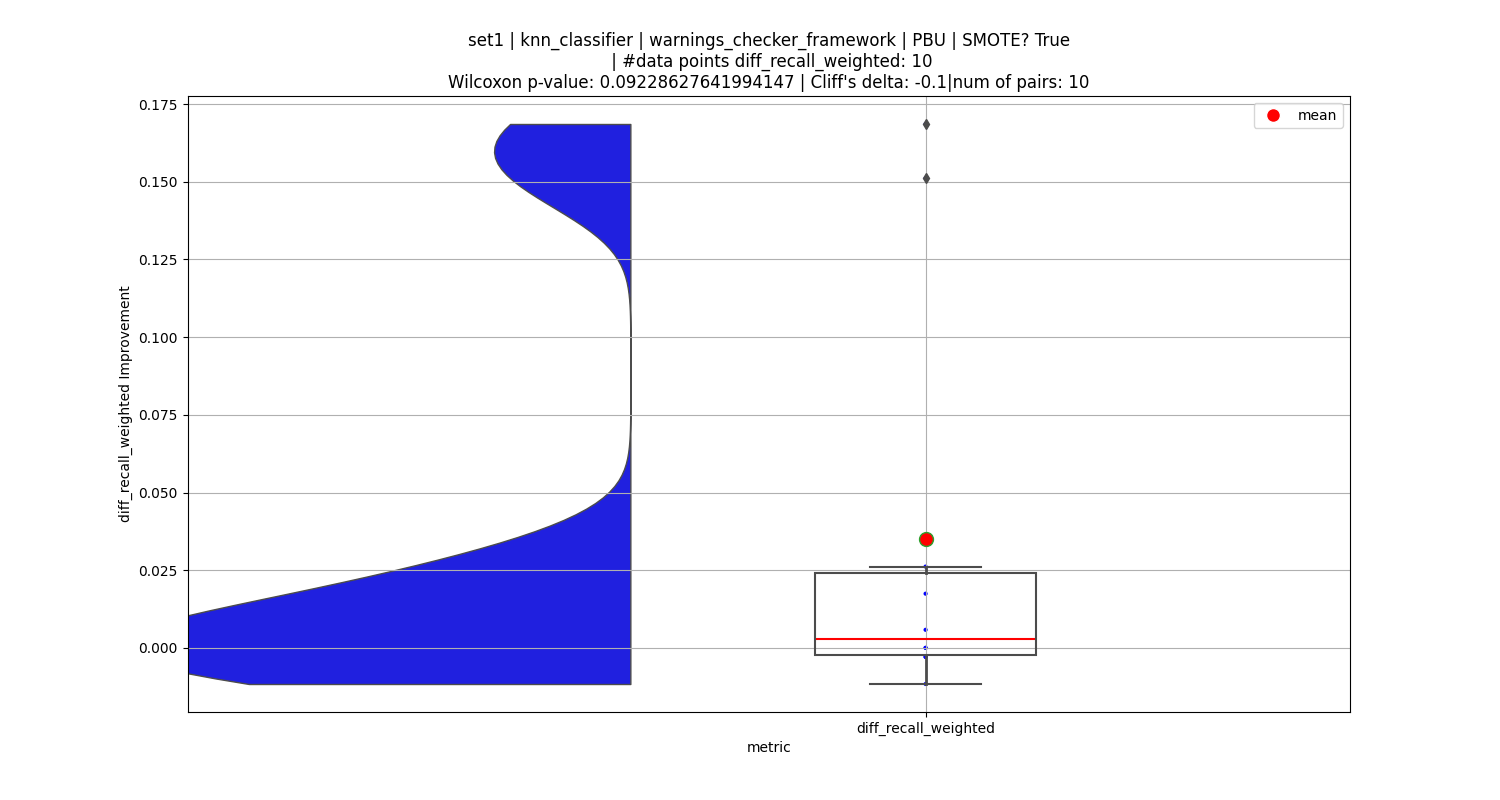 set1 | knn_classifier | warnings_checker_framework | PBU | SMOTE? True
| #data points diff_recall_weighted: 10
Wilcoxon p-value: 0.09228627641994147 | Cliff's delta: -0.1|num of pairs: 10
mean
0.175
0.150
0.125
0.100
0.075
0.050
0.025
0.000
diff_recall_weighted Improvement
diff_recall_weighted
metric